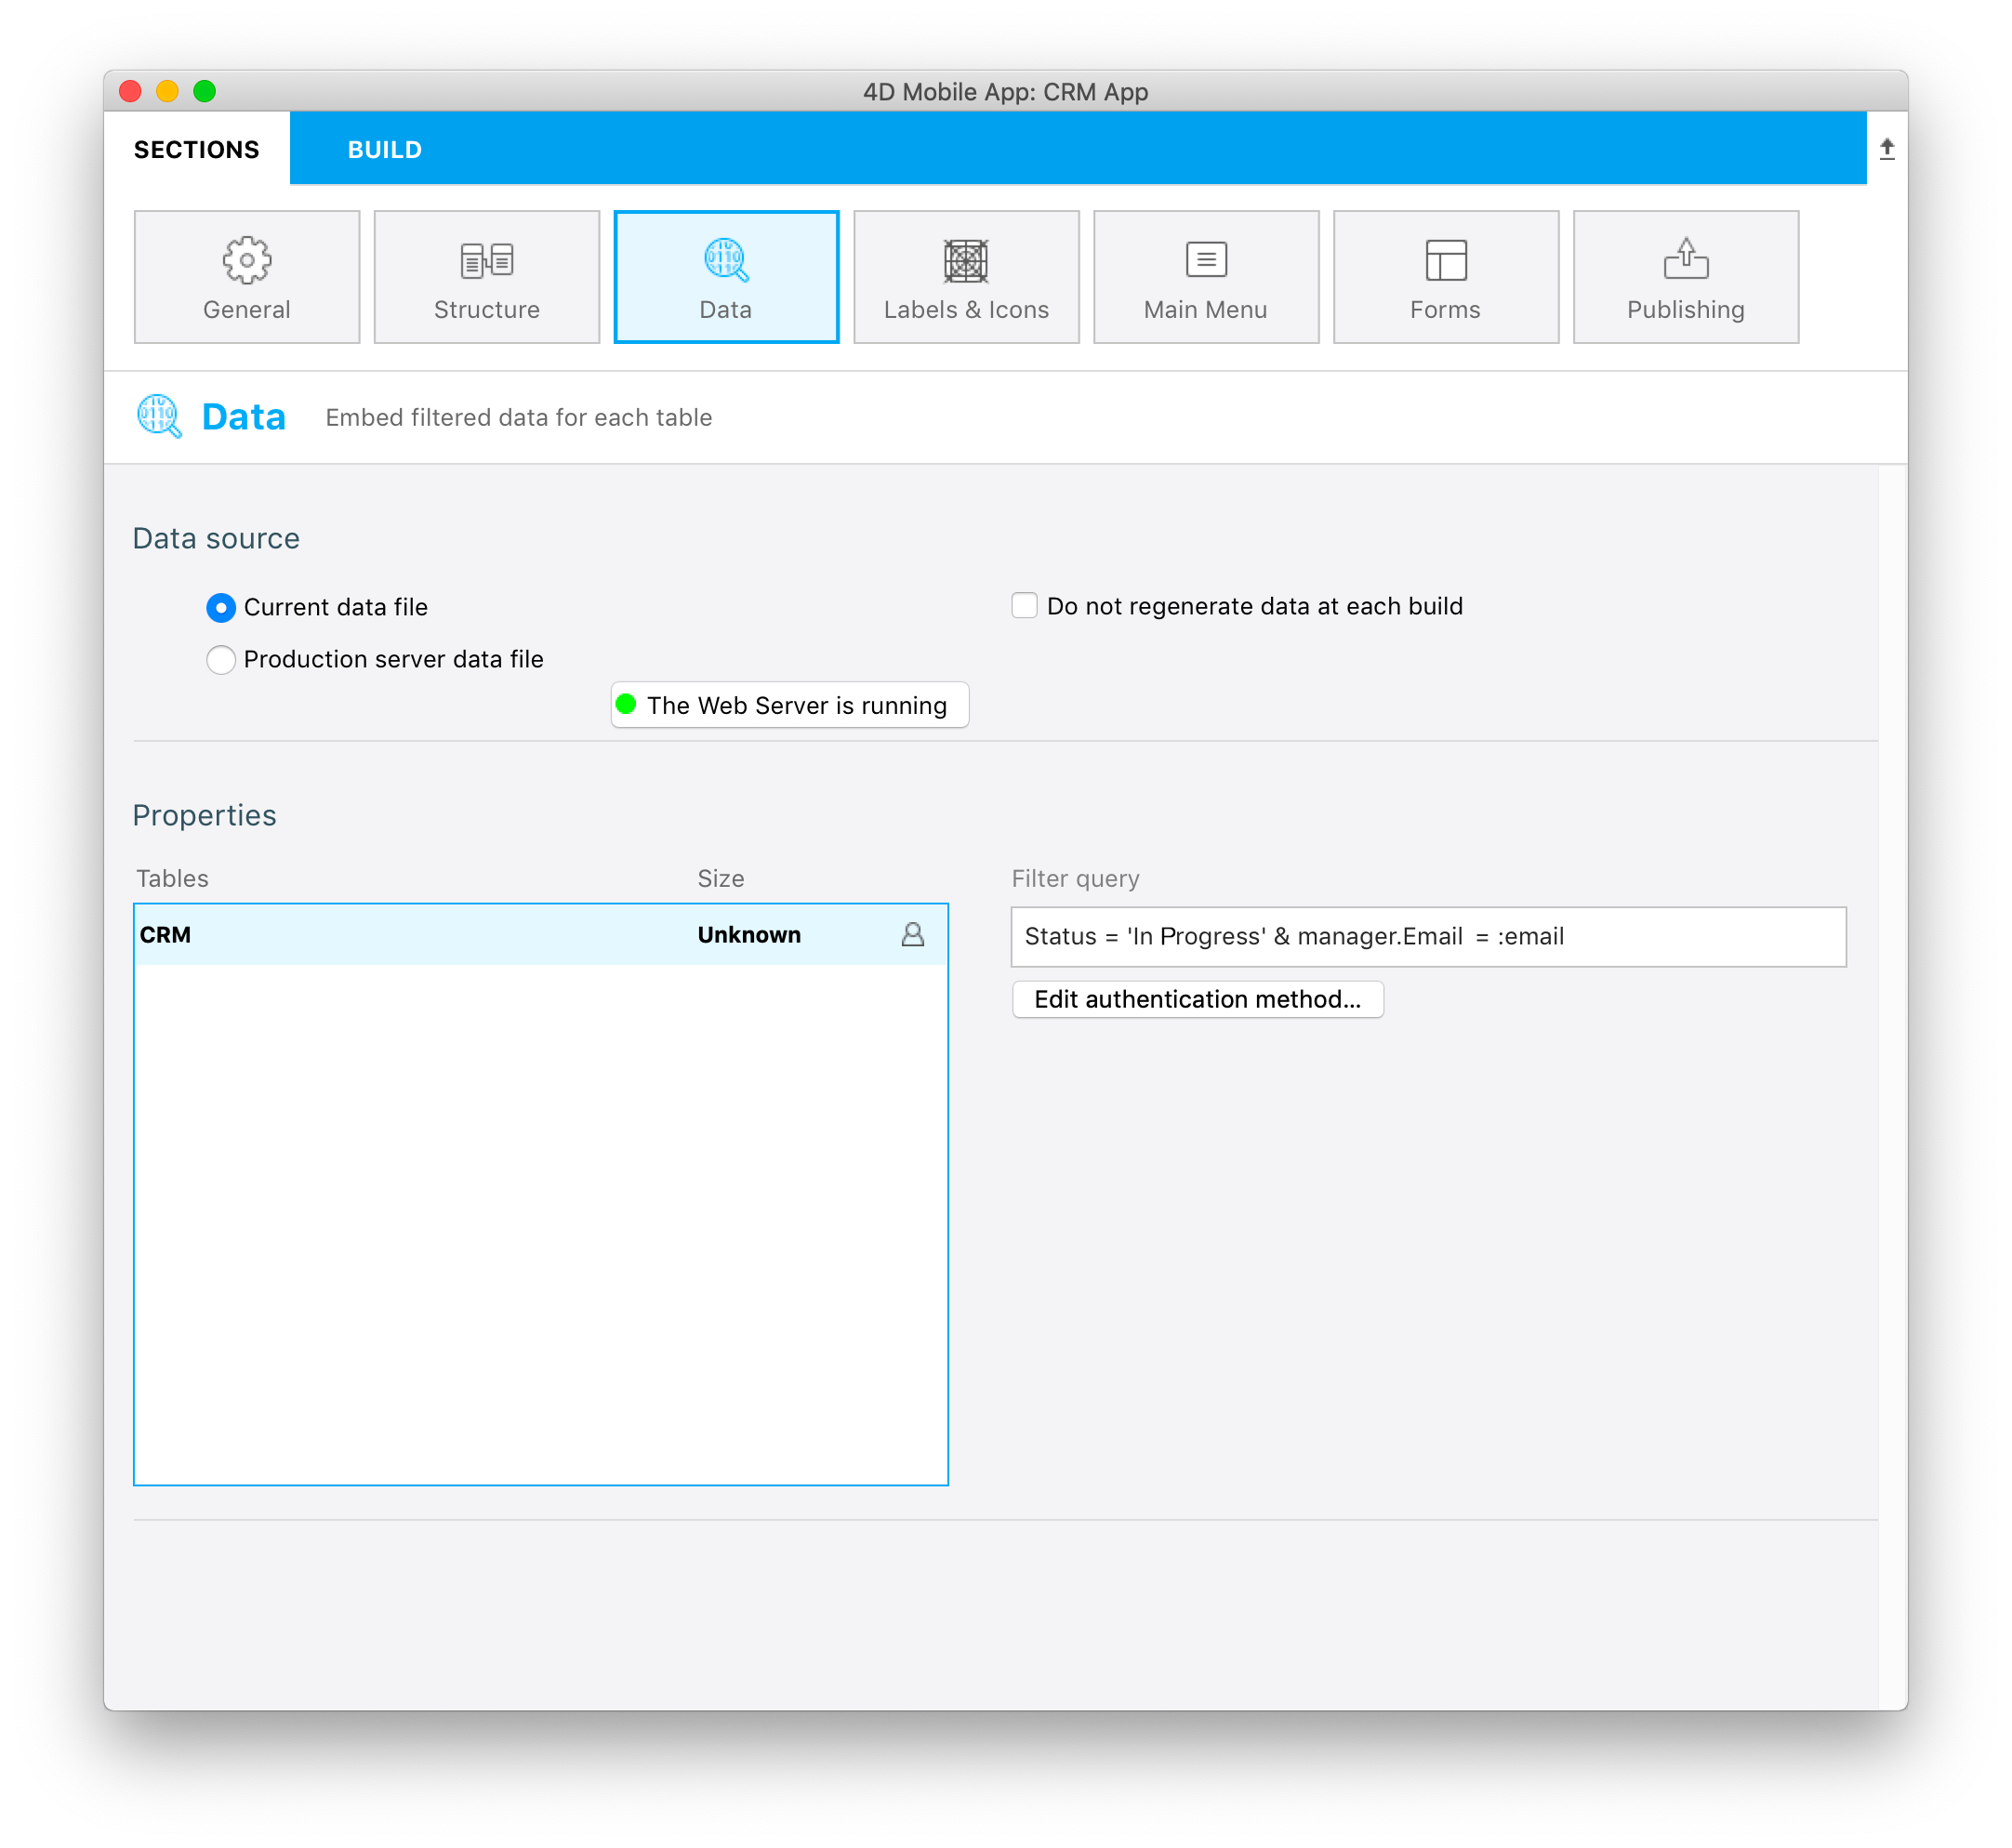 4D Mobile App: CRM App
SECTIONS BUILD
General Structure Data Labels & Icons Main Menu Forms Publishing
Data Embed filtered data for each table
Data source
Current data file Do not regenerate data at each build
Production server data file
The Web Server is running
Properties
Tables Size Filter query
CRM Unknown Status = 'In Progress' & manager.Email = :email
Edit authentication method...